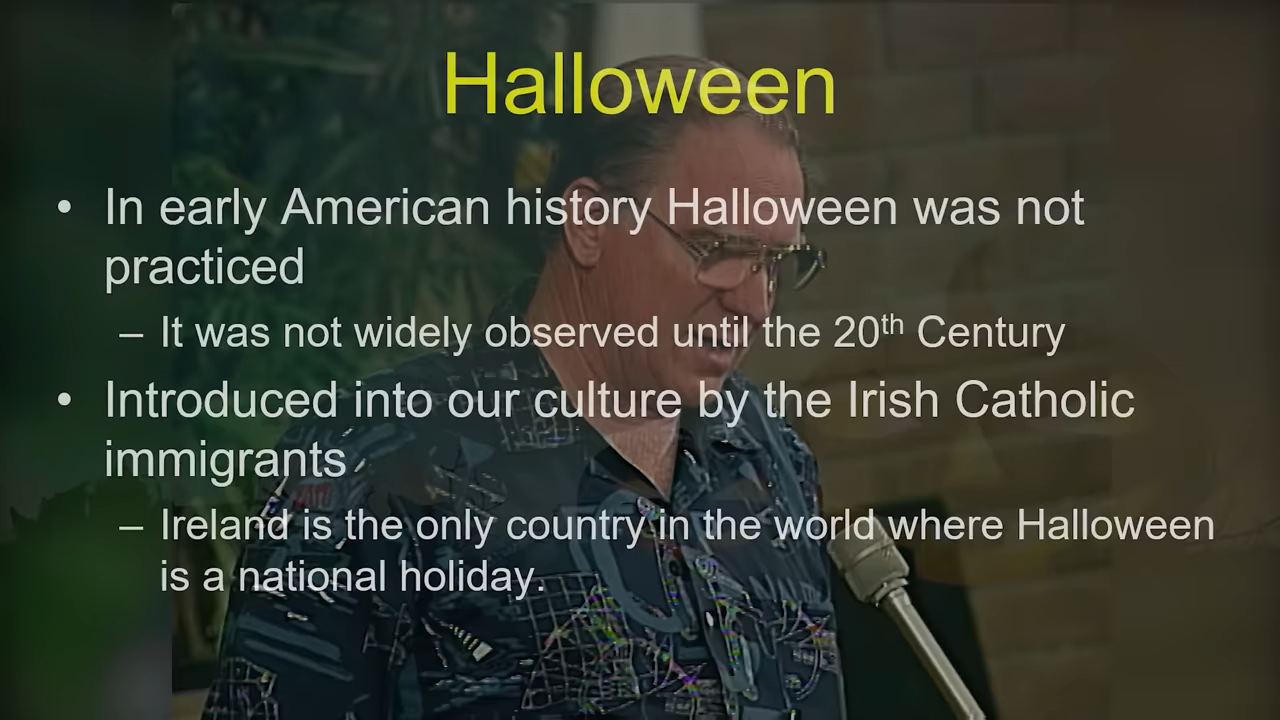 Halloween
• In early American history Halloween was not
practiced
– It was not widely observed until the 20th Century
• Introduced into our culture by the Irish Catholic
immigrants
– Ireland is the only country in the world where Halloween
is a national holiday.